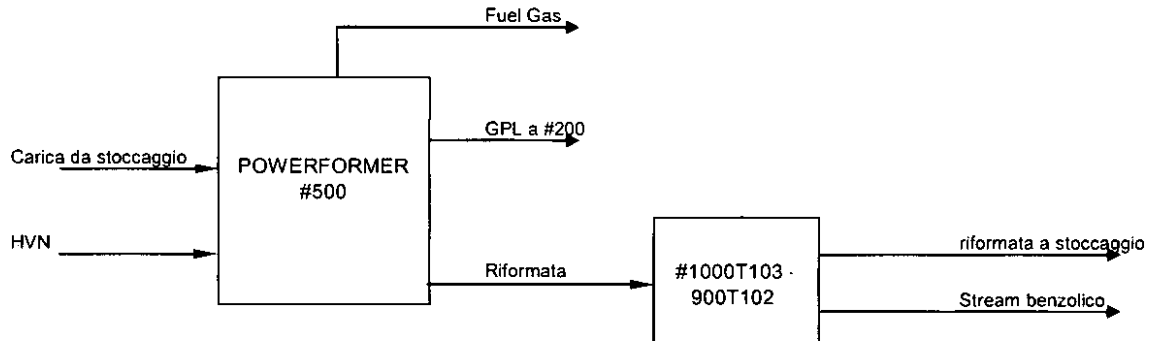 Fuel Gas
GPL a #200
Carica da stoccaggio
POWERFORMER
#500
HVN
Riformata
#1000T103 -
900T102
riformata a stoccaggio
Stream benzolico